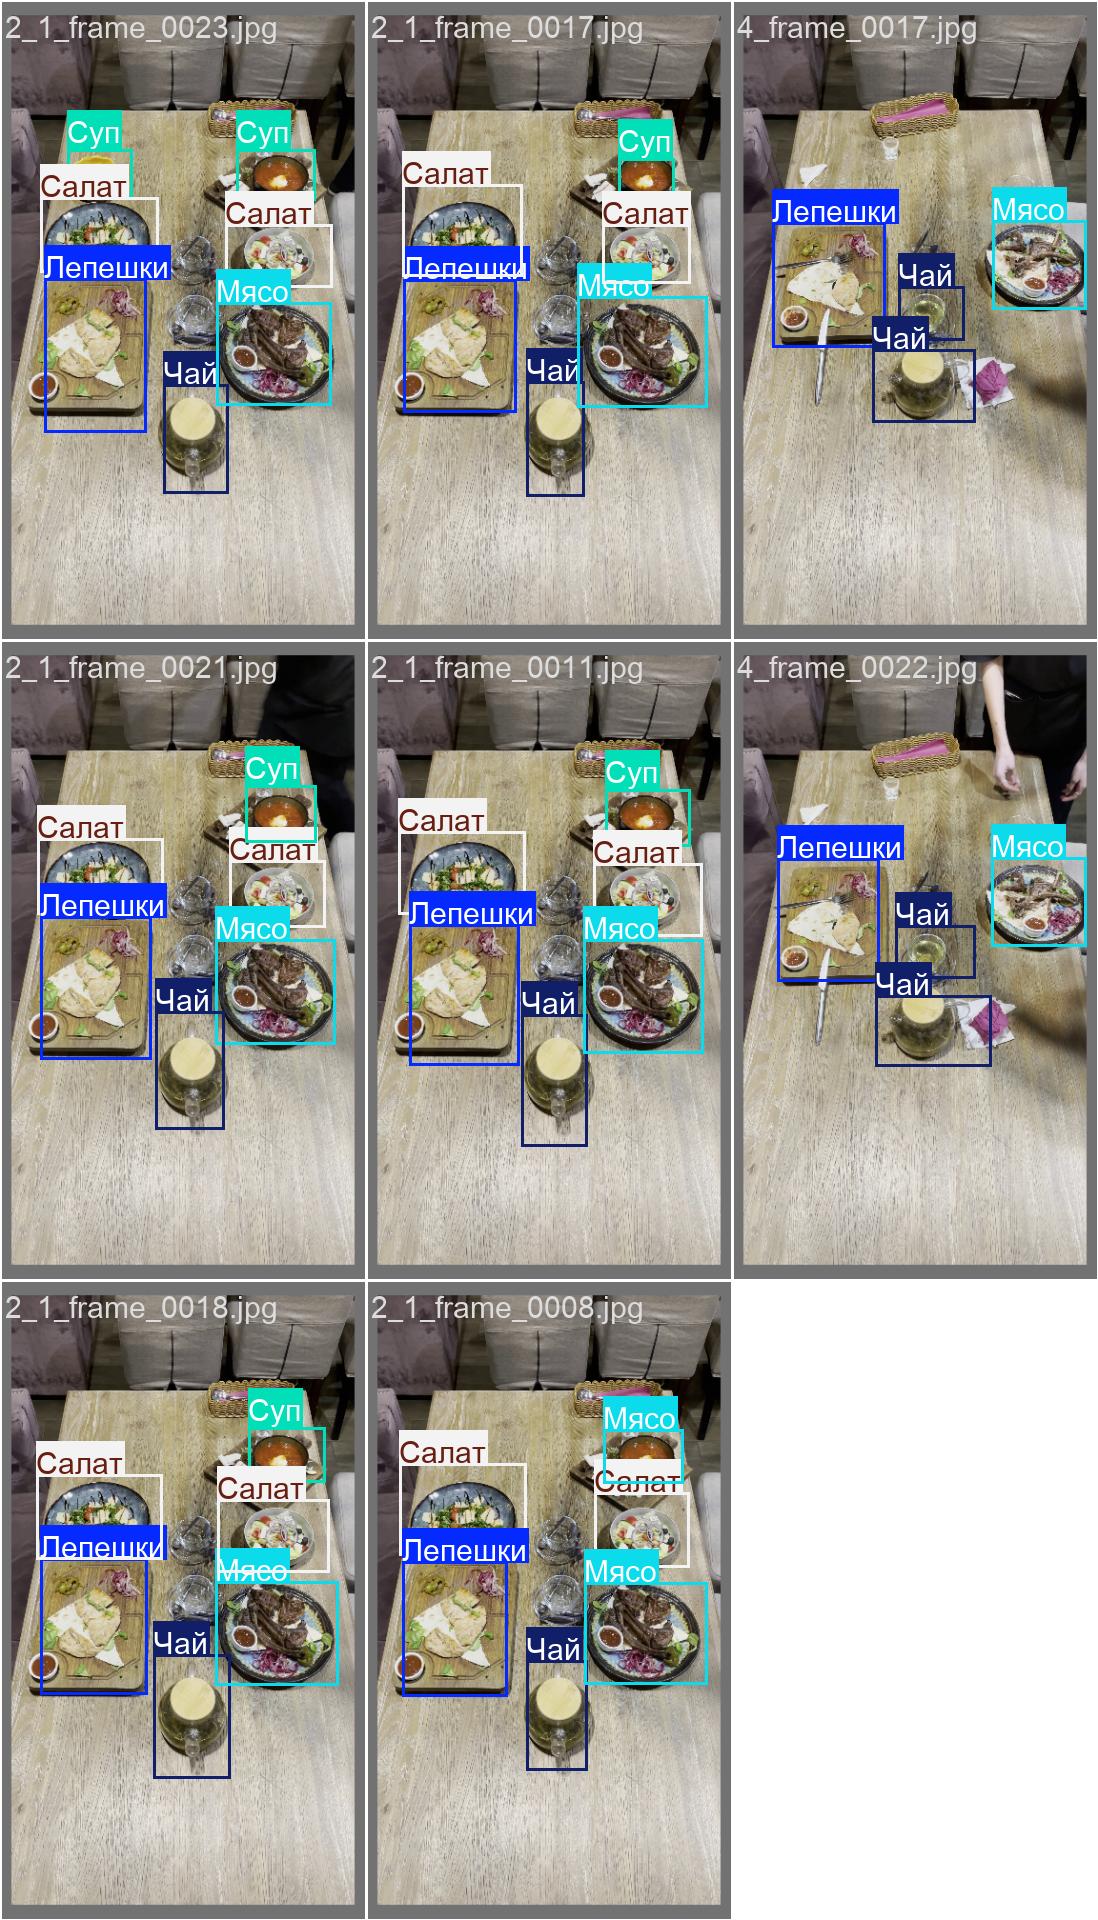 2_1_frame_0023.jpg
Суп
Суп
Салат
Салат
Лепешки
Мясо
Чай
2_1_frame_0017.jpg
Суп
Салат
Салат
Лепешки
Мясо
Чай
4_frame_0017.jpg
Лепешки
Мясо
Чай
Чай
2_1_frame_0021.jpg
Суп
Салат
Салат
Лепешки
Мясо
Чай
2_1_frame_0011.jpg
Суп
Салат
Салат
Лепешки
Мясо
Чай
4_frame_0022.jpg
Лепешки
Мясо
Чай
Чай
2_1_frame_0018.jpg
Суп
Салат
Салат
Лепешки
Мясо
Чай
2_1_frame_0008.jpg
Мясо
Салат
Салат
Лепешки
Мясо
Чай